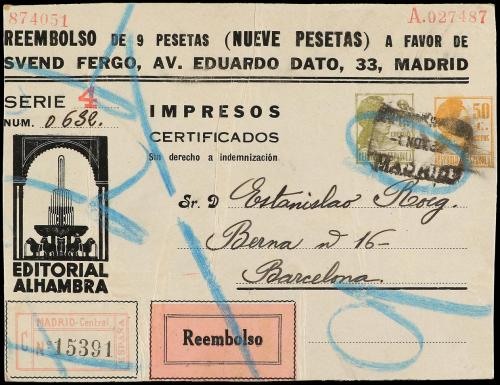 874051 A.027487
REEMBOLSO DE 9 PESETAS (NUEVE PESETAS) A FAVOR DE
SVEND FERGO, AV. EDUARDO DATO, 33, MADRID
SERIE 4
NUM. 0632.
IMPRESOS
CERTIFICADOS
Sin derecho a indemnización
50
MADRID
Sr. D Estanislao Roig.
Berna nº 16-
Barcelona.
EDITORIAL
ALHAMBRA
MADRID-Central
C Nº 15391
ESPAÑA
Reembolso